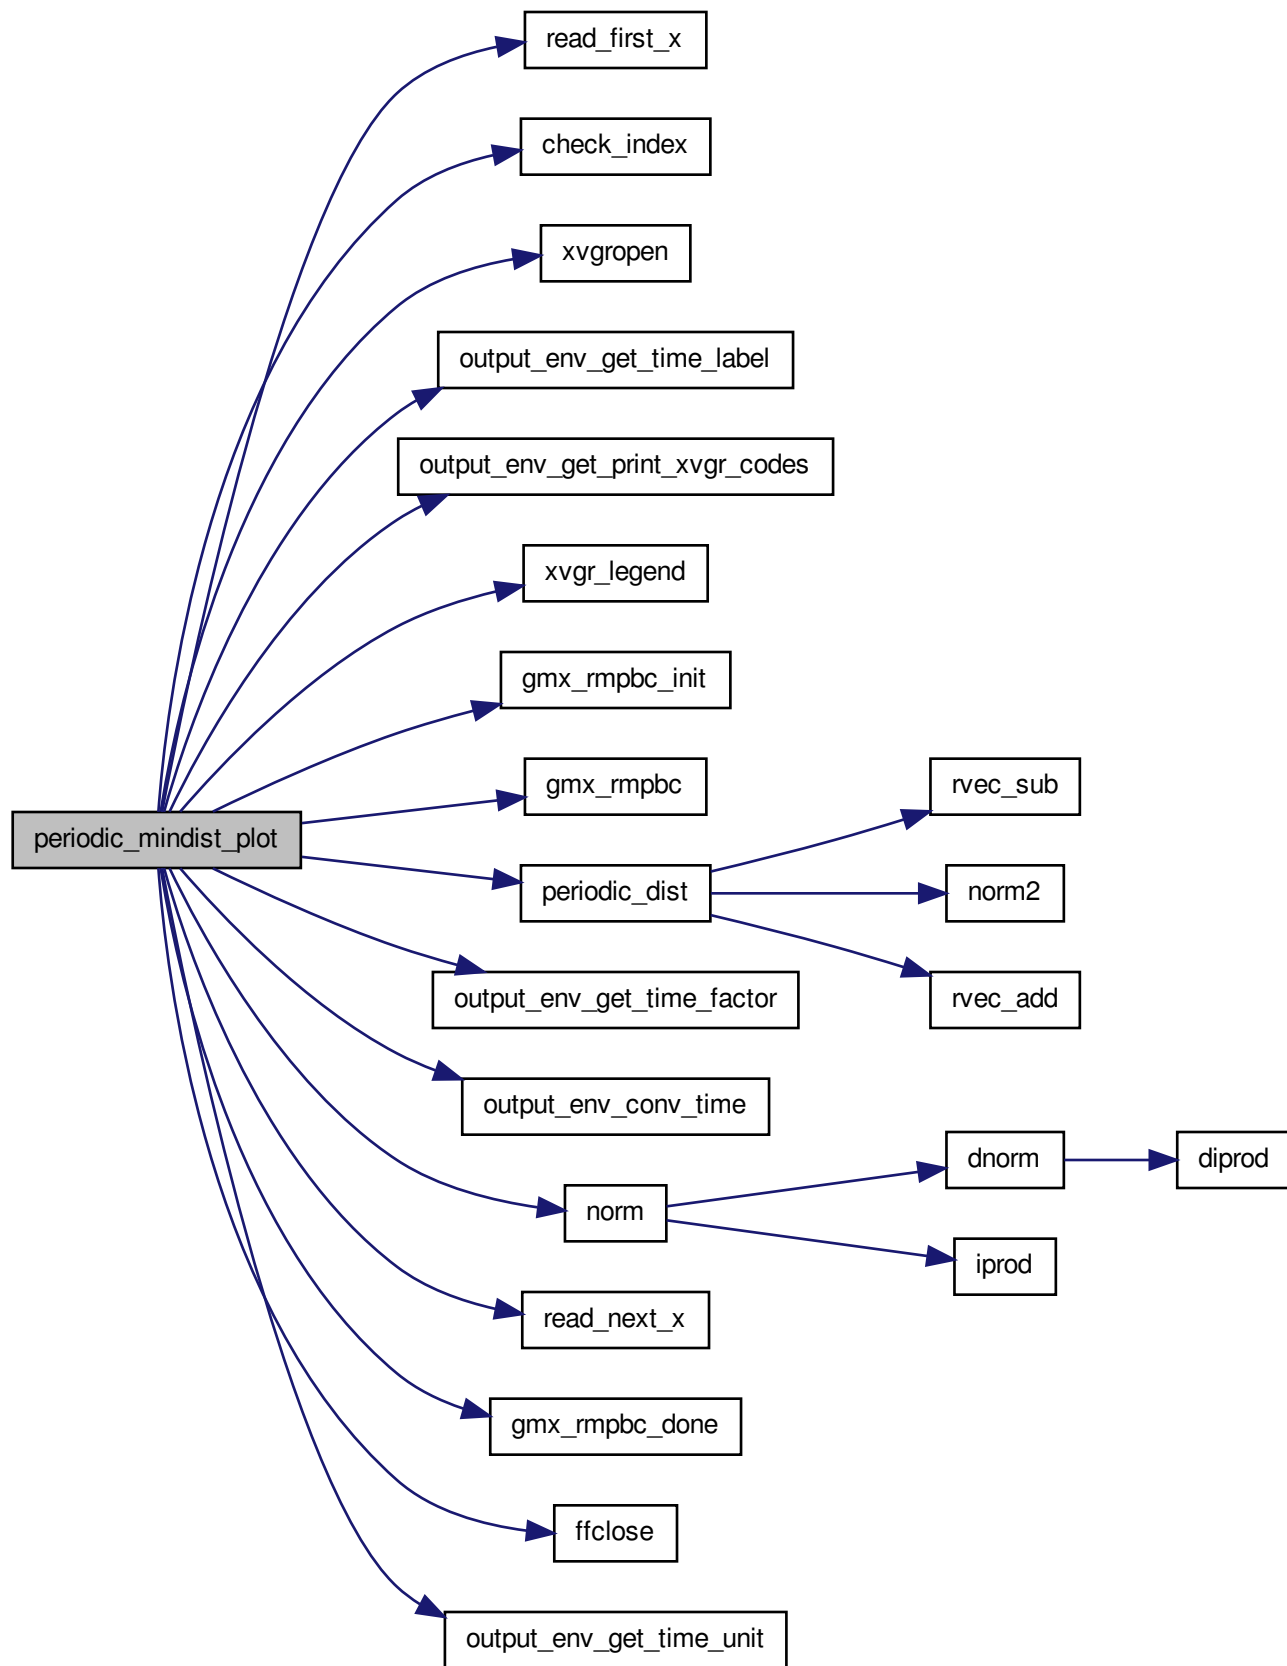 read_first_x
check_index
xvgropen
output_env_get_time_label
output_env_get_print_xvgr_codes
xvgr_legend
gmx_rmpbc_init
gmx_rmpbc
rvec_sub
periodic_mindist_plot
periodic_dist
norm2
output_env_get_time_factor
rvec_add
output_env_conv_time
dnorm
diprod
norm
iprod
read_next_x
gmx_rmpbc_done
ffclose
output_env_get_time_unit